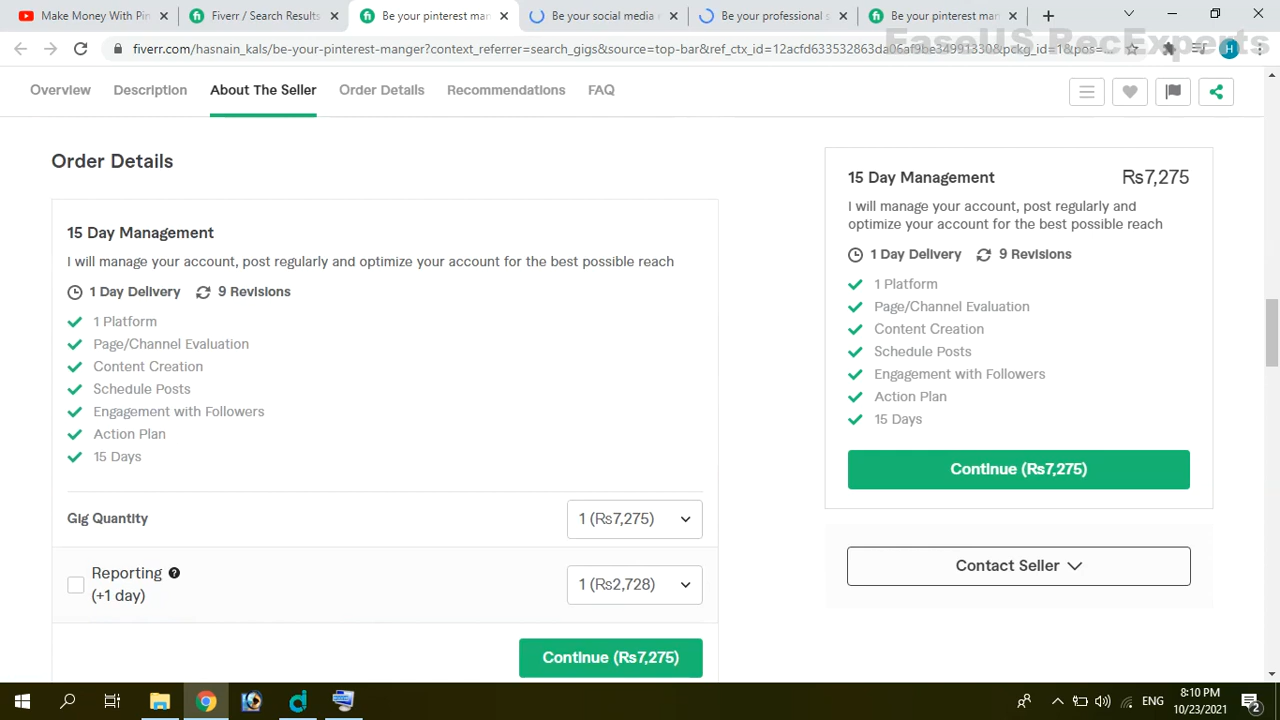 Make Money With Pin
Fiverr / Search Results
Be your pinterest man
Be your social media
Be your professional s
Be your pinterest man
fiverr.com/hasnain_kals/be-your-pinterest-manger?context_referrer=search_gigs&source=top-bar&ref_ctx_id=12acfd633532863da06af9be34991330&pckg_id=1&pos=...
H
EaseUS RecExperts
Overview
Description
About The Seller
Order Details
Recommendations
FAQ
Order Details
15 Day Management
I will manage your account, post regularly and optimize your account for the best possible reach
1 Day Delivery
9 Revisions
1 Platform
Page/Channel Evaluation
Content Creation
Schedule Posts
Engagement with Followers
Action Plan
15 Days
Gig Quantity
1 (Rs7,275)
Reporting
(+1 day)
1 (Rs2,728)
Continue (Rs7,275)
15 Day Management
Rs7,275
I will manage your account, post regularly and
optimize your account for the best possible reach
1 Day Delivery
9 Revisions
1 Platform
Page/Channel Evaluation
Content Creation
Schedule Posts
Engagement with Followers
Action Plan
15 Days
Continue (Rs7,275)
Contact Seller
ENG
8:10 PM
10/23/2021
2